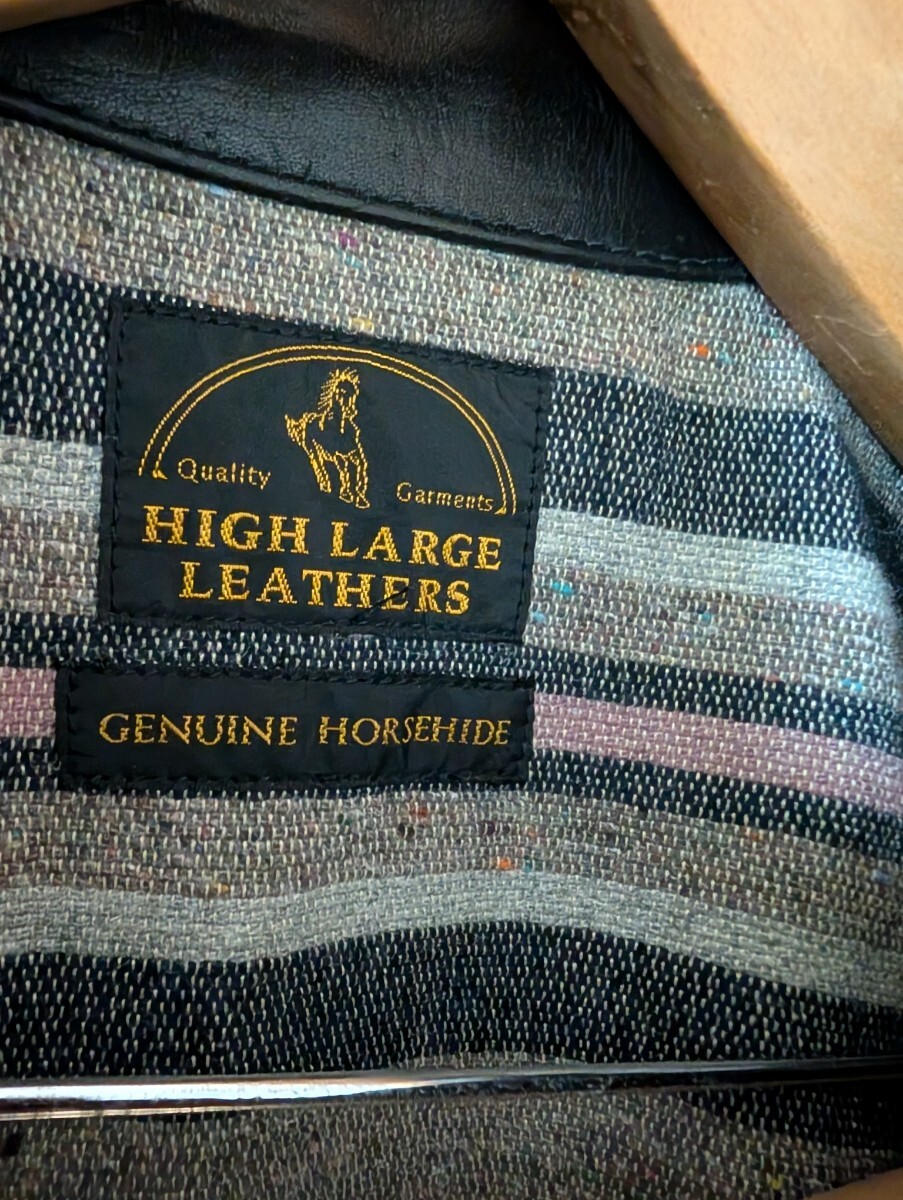 Quality Garments
HIGH LARGE
LEATHERS
GENUINE HORSEHIDE